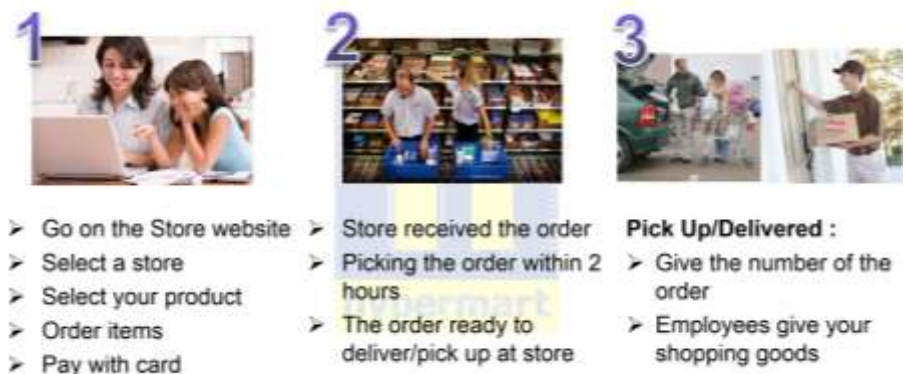 1
Go on the Store website
Select a store
Select your product
Order items
Pay with card
2
Store received the order
Picking the order within 2
hours
The order ready to
deliver/pick up at store
hypermart
3
Pick Up/Delivered :
Give the number of the
order
Employees give your
shopping goods